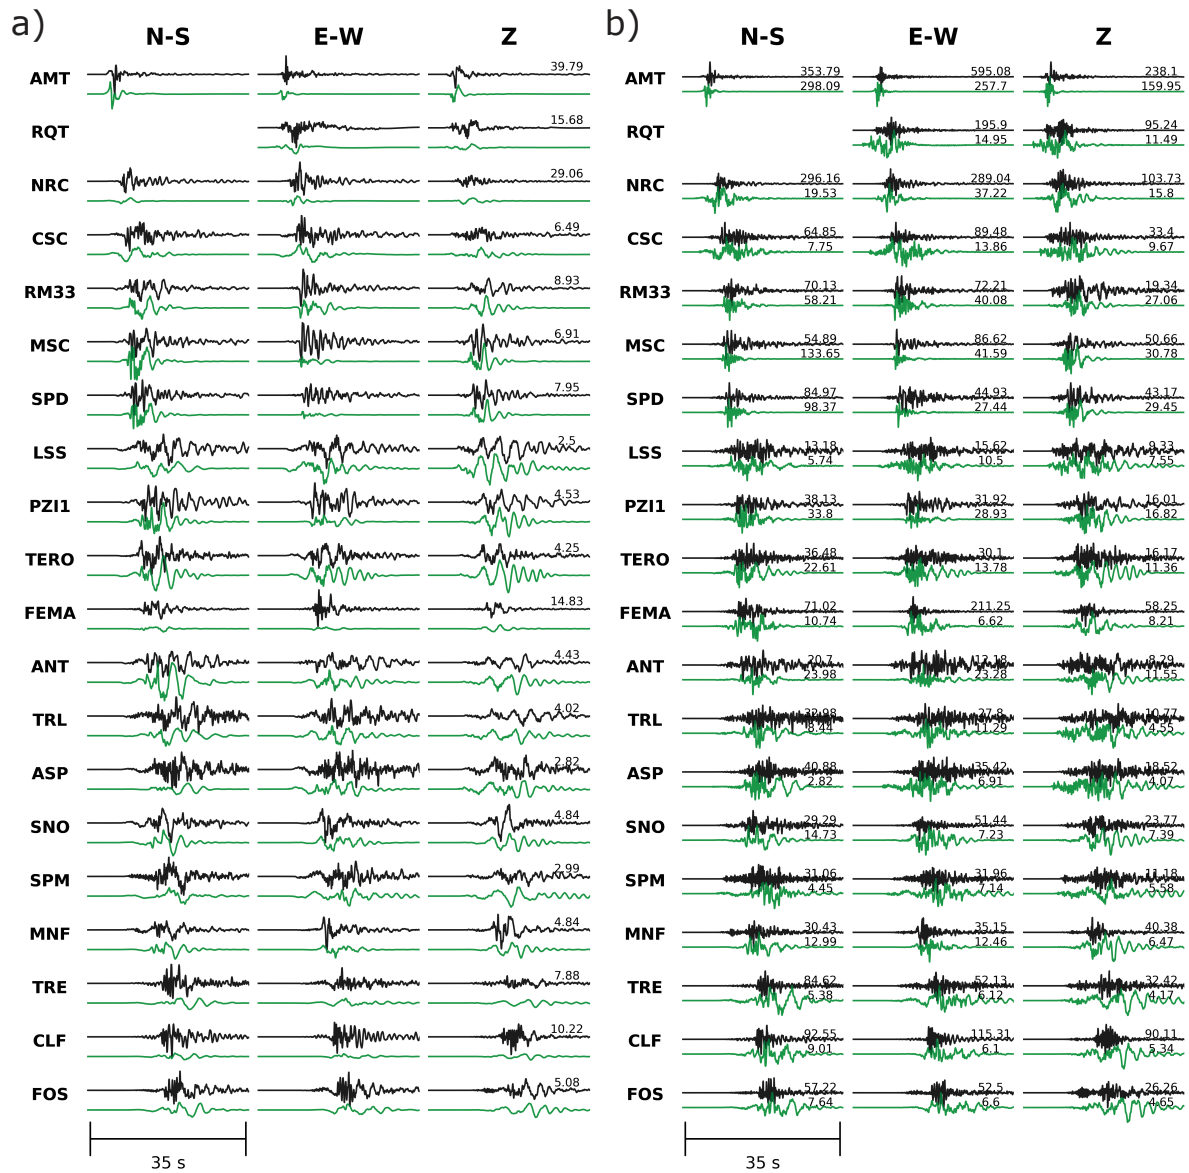 a)
N-S E-W Z
AMT 39.79
RQT 15.68
NRC 29.06
CSC 6.49
RM33 8.93
MSC 6.91
SPD 7.95
LSS 2.5
PZI1 4.53
TERO 4.25
FEMA 14.83
ANT 4.43
TRL 4.02
ASP 2.82
SNO 4.84
SPM 2.99
MNF 4.84
TRE 7.88
CLF 10.22
FOS 5.08
35 s
b)
N-S E-W Z
AMT 353.79 595.08 238.1
298.09 257.7 159.95
RQT 195.9 95.24
14.95 11.49
NRC 296.16 289.04 103.73
19.53 37.22 15.8
CSC 64.85 89.48 33.4
7.75 13.86 9.67
RM33 70.13 72.21 19.34
58.21 40.08 27.06
MSC 54.89 86.62 50.66
133.65 41.59 30.78
SPD 84.97 44.93 43.17
98.37 27.44 29.45
LSS 13.18 15.62 9.33
5.74 10.5 7.55
PZI1 38.13 31.92 16.01
33.8 28.93 16.82
TERO 36.48 30.1 16.17
22.61 13.78 11.36
FEMA 71.02 211.25 58.25
10.74 6.62 8.21
ANT 20.7 12.18 8.29
23.98 23.28 11.55
TRL 32.98 27.8 10.77
8.44 11.29 4.55
ASP 40.88 35.42 18.52
2.82 6.91 4.07
SNO 29.29 51.44 23.77
14.73 7.23 7.39
SPM 31.06 31.96 11.18
4.45 7.14 5.58
MNF 30.43 35.15 40.38
12.99 12.46 6.47
TRE 84.62 52.13 32.42
5.38 6.12 4.17
CLF 92.55 115.31 90.11
9.01 6.1 5.34
FOS 57.22 52.5 26.26
7.64 6.6 4.65
35 s